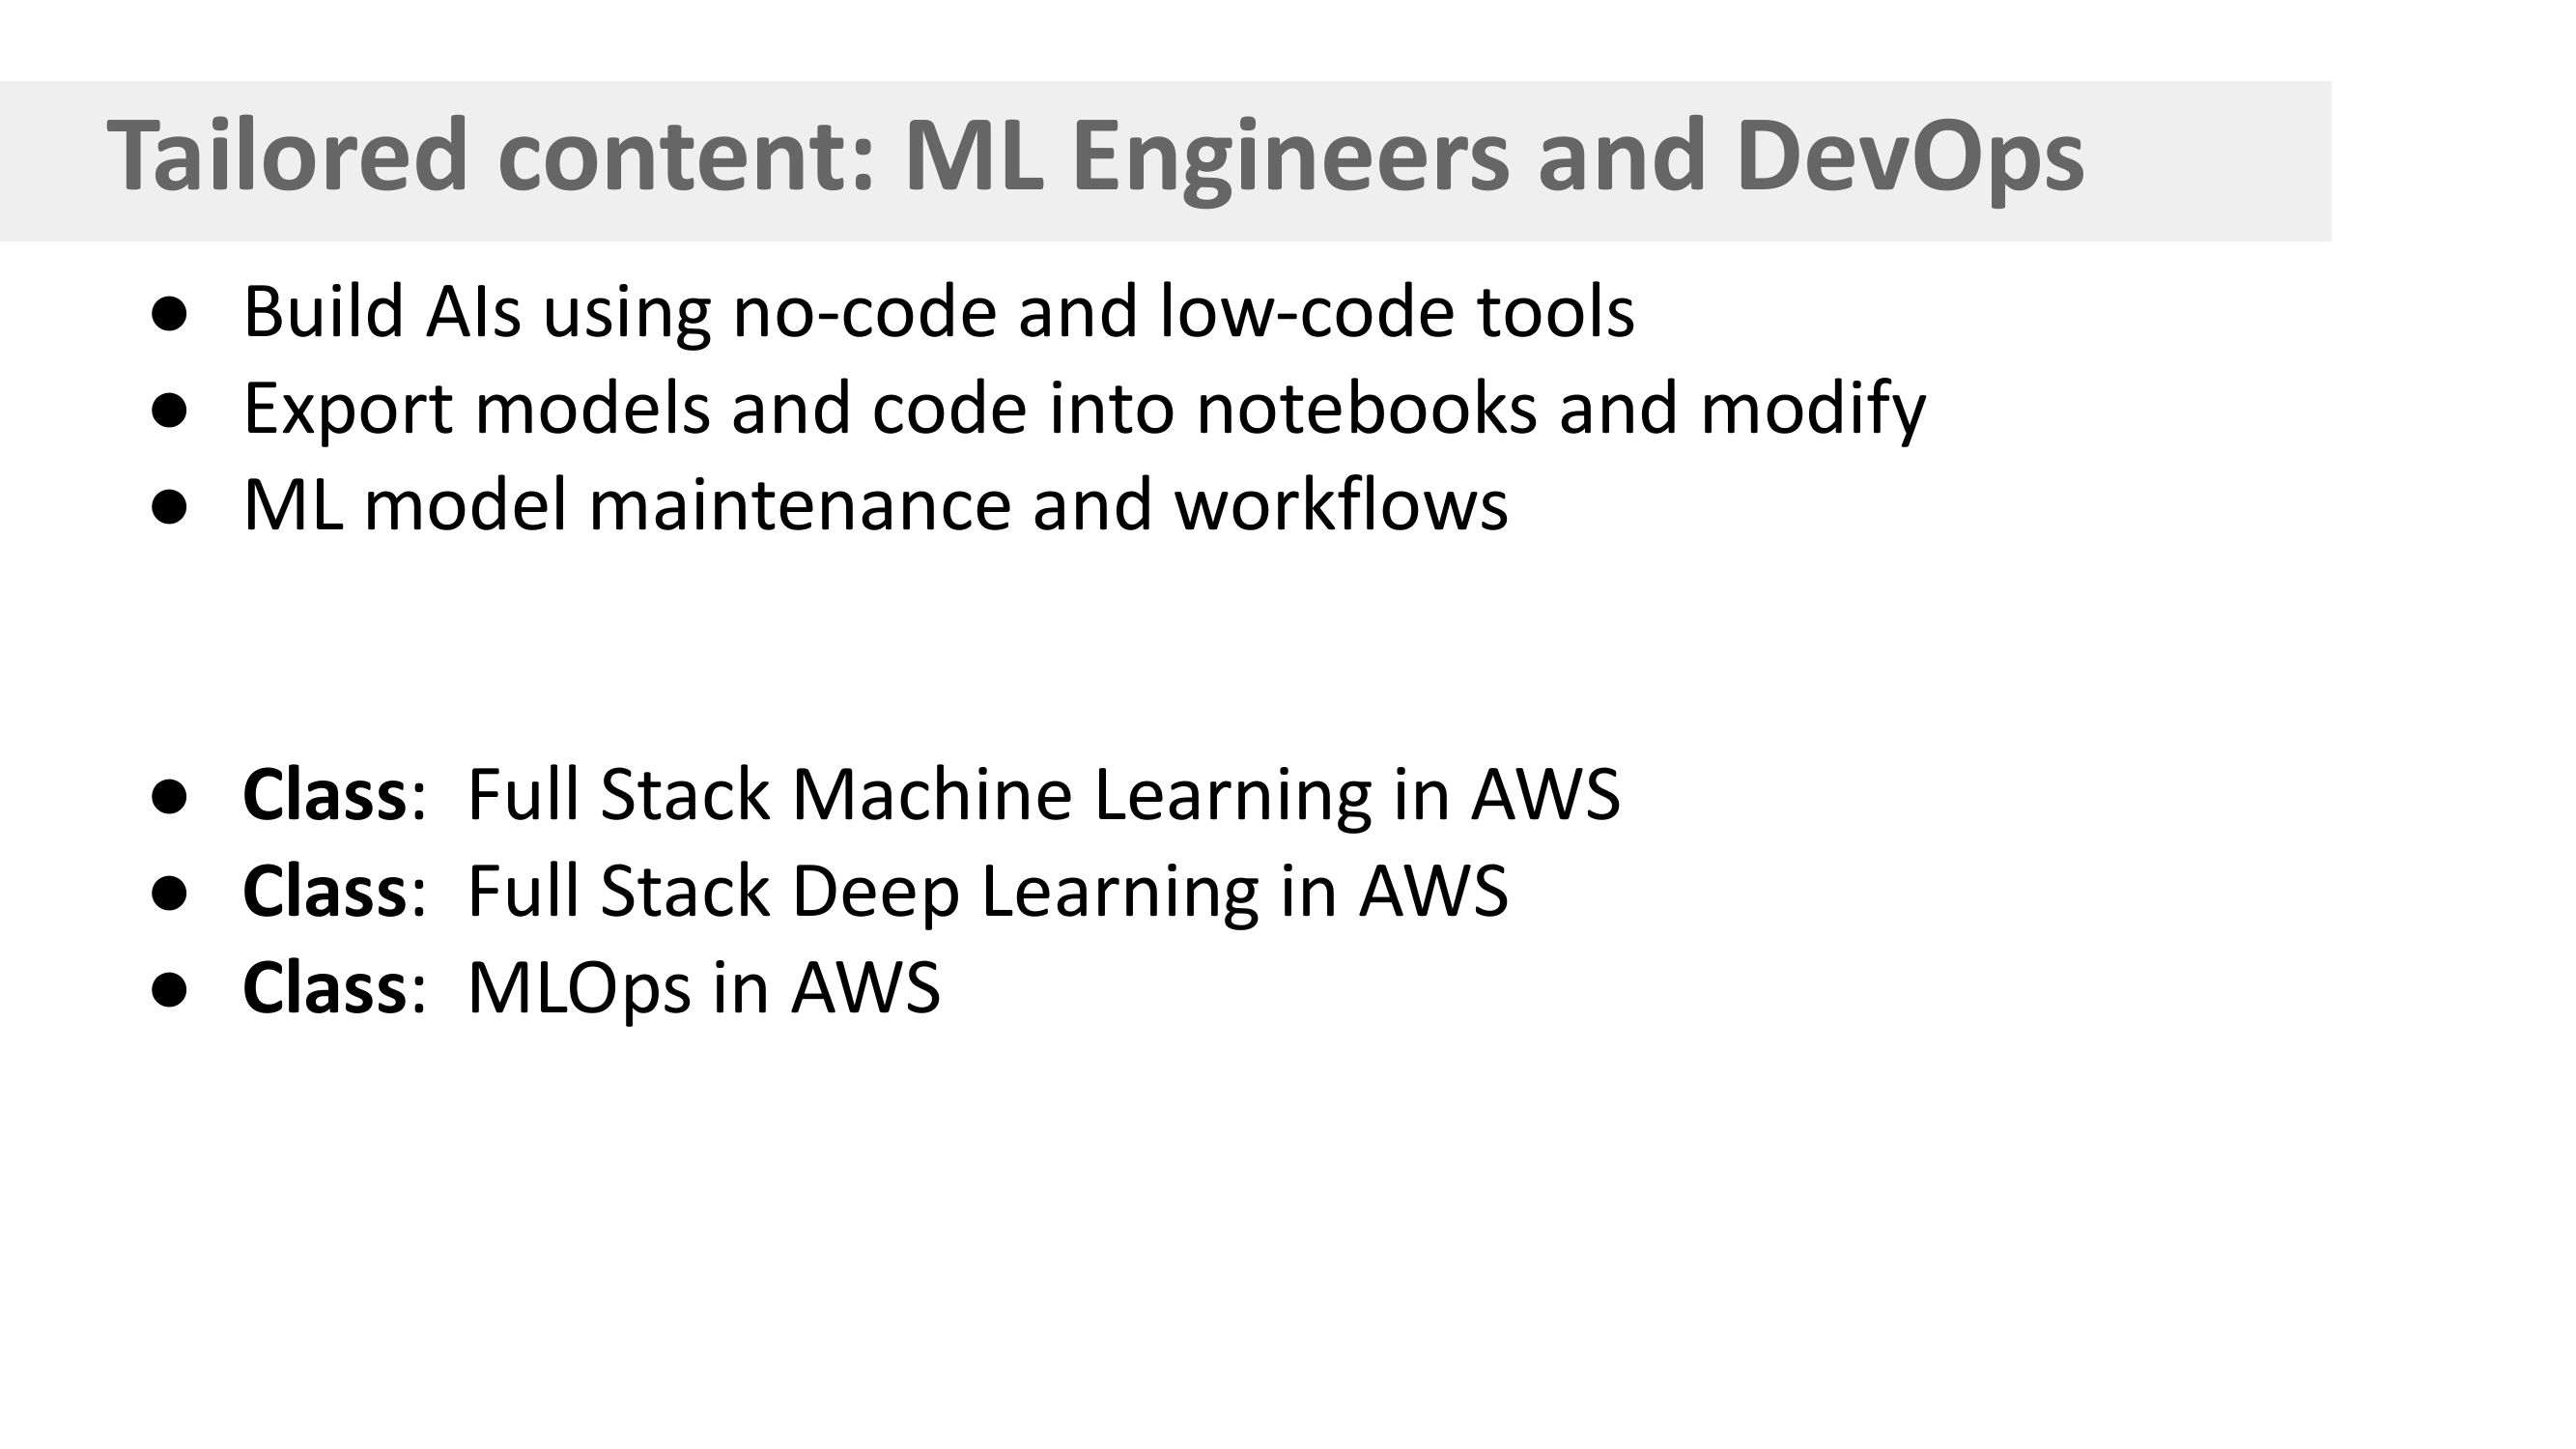 Tailored content: ML Engineers and DevOps
● Build AIs using no-code and low-code tools
● Export models and code into notebooks and modify
● ML model maintenance and workflows
● Class:  Full Stack Machine Learning in AWS
● Class:  Full Stack Deep Learning in AWS
● Class:  MLOps in AWS